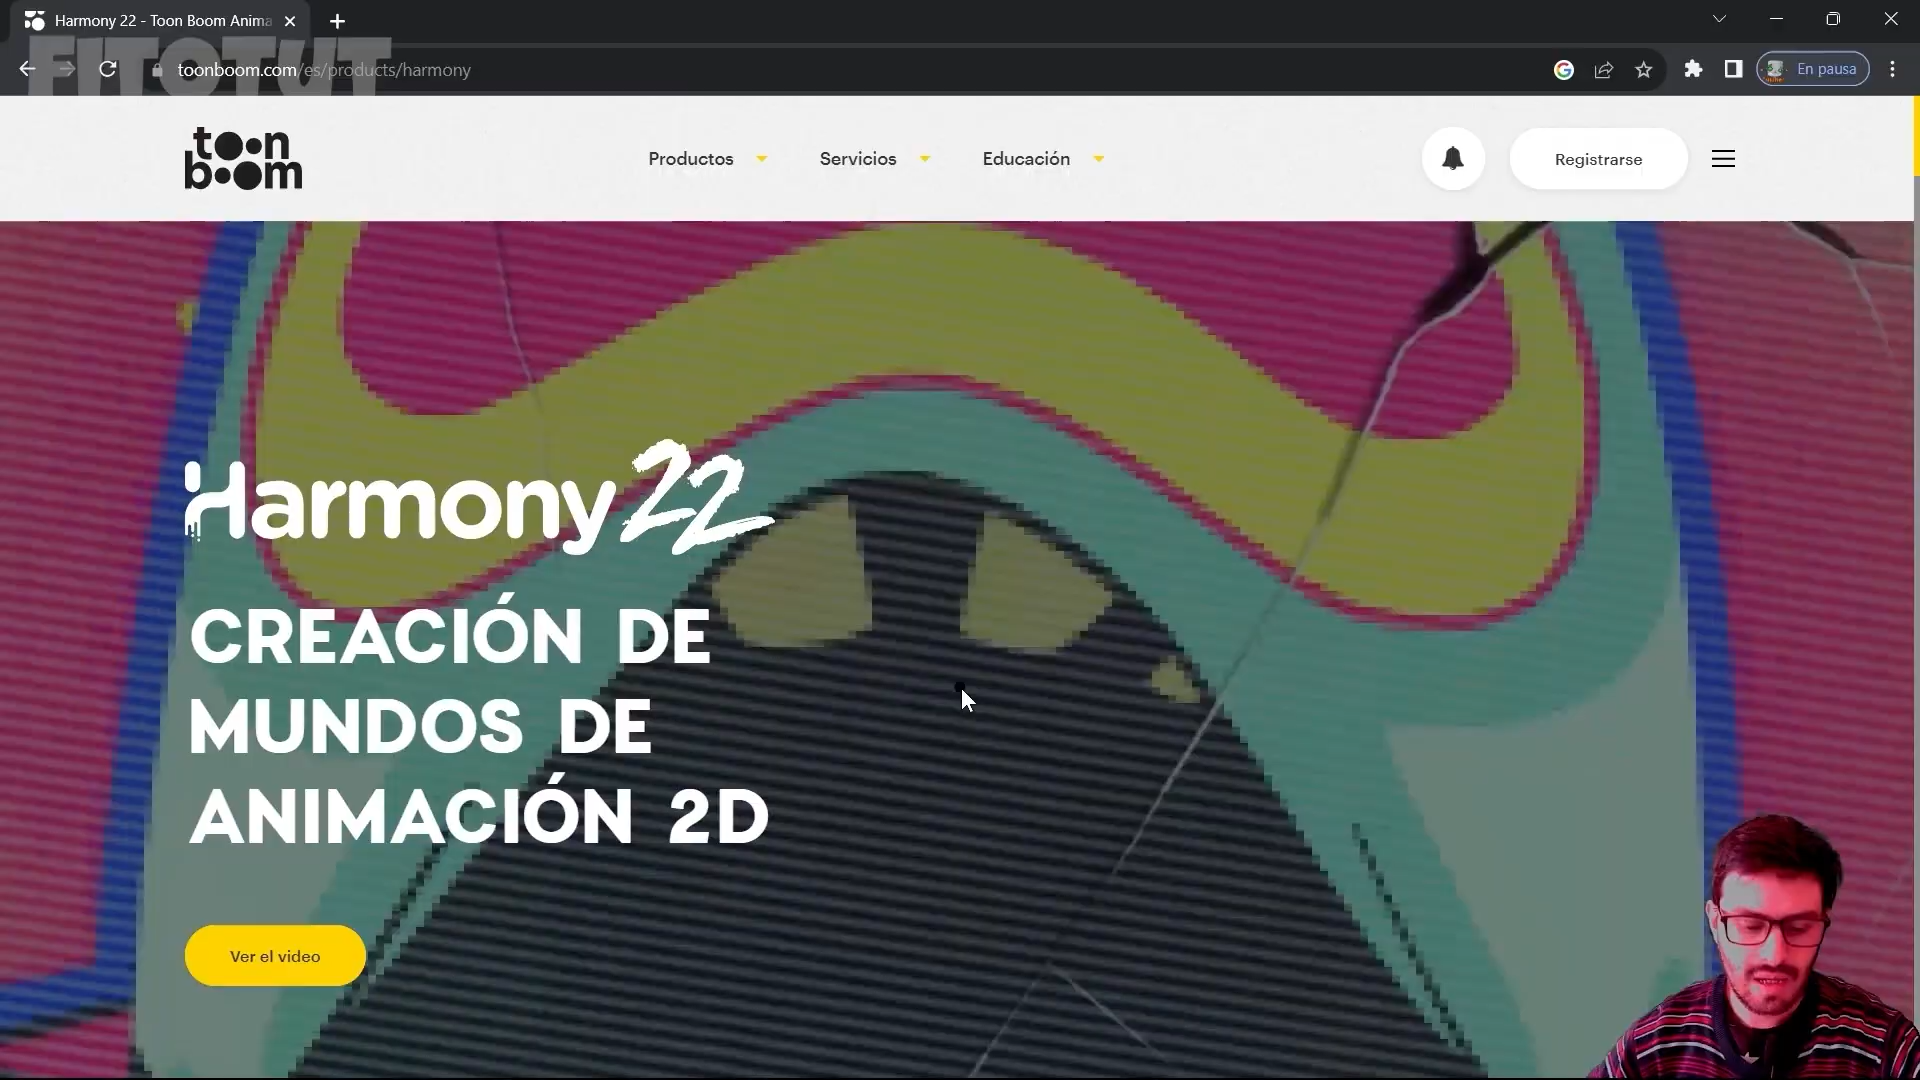 Harmony 22 - Toon Boom Anima
FITOTUT
toonboom.com/es/products/harmony
En pausa
toon
boom
Productos
Servicios
Educación
Registrarse
Harmony 22
CREACIÓN DE
MUNDOS DE
ANIMACIÓN 2D
Ver el video